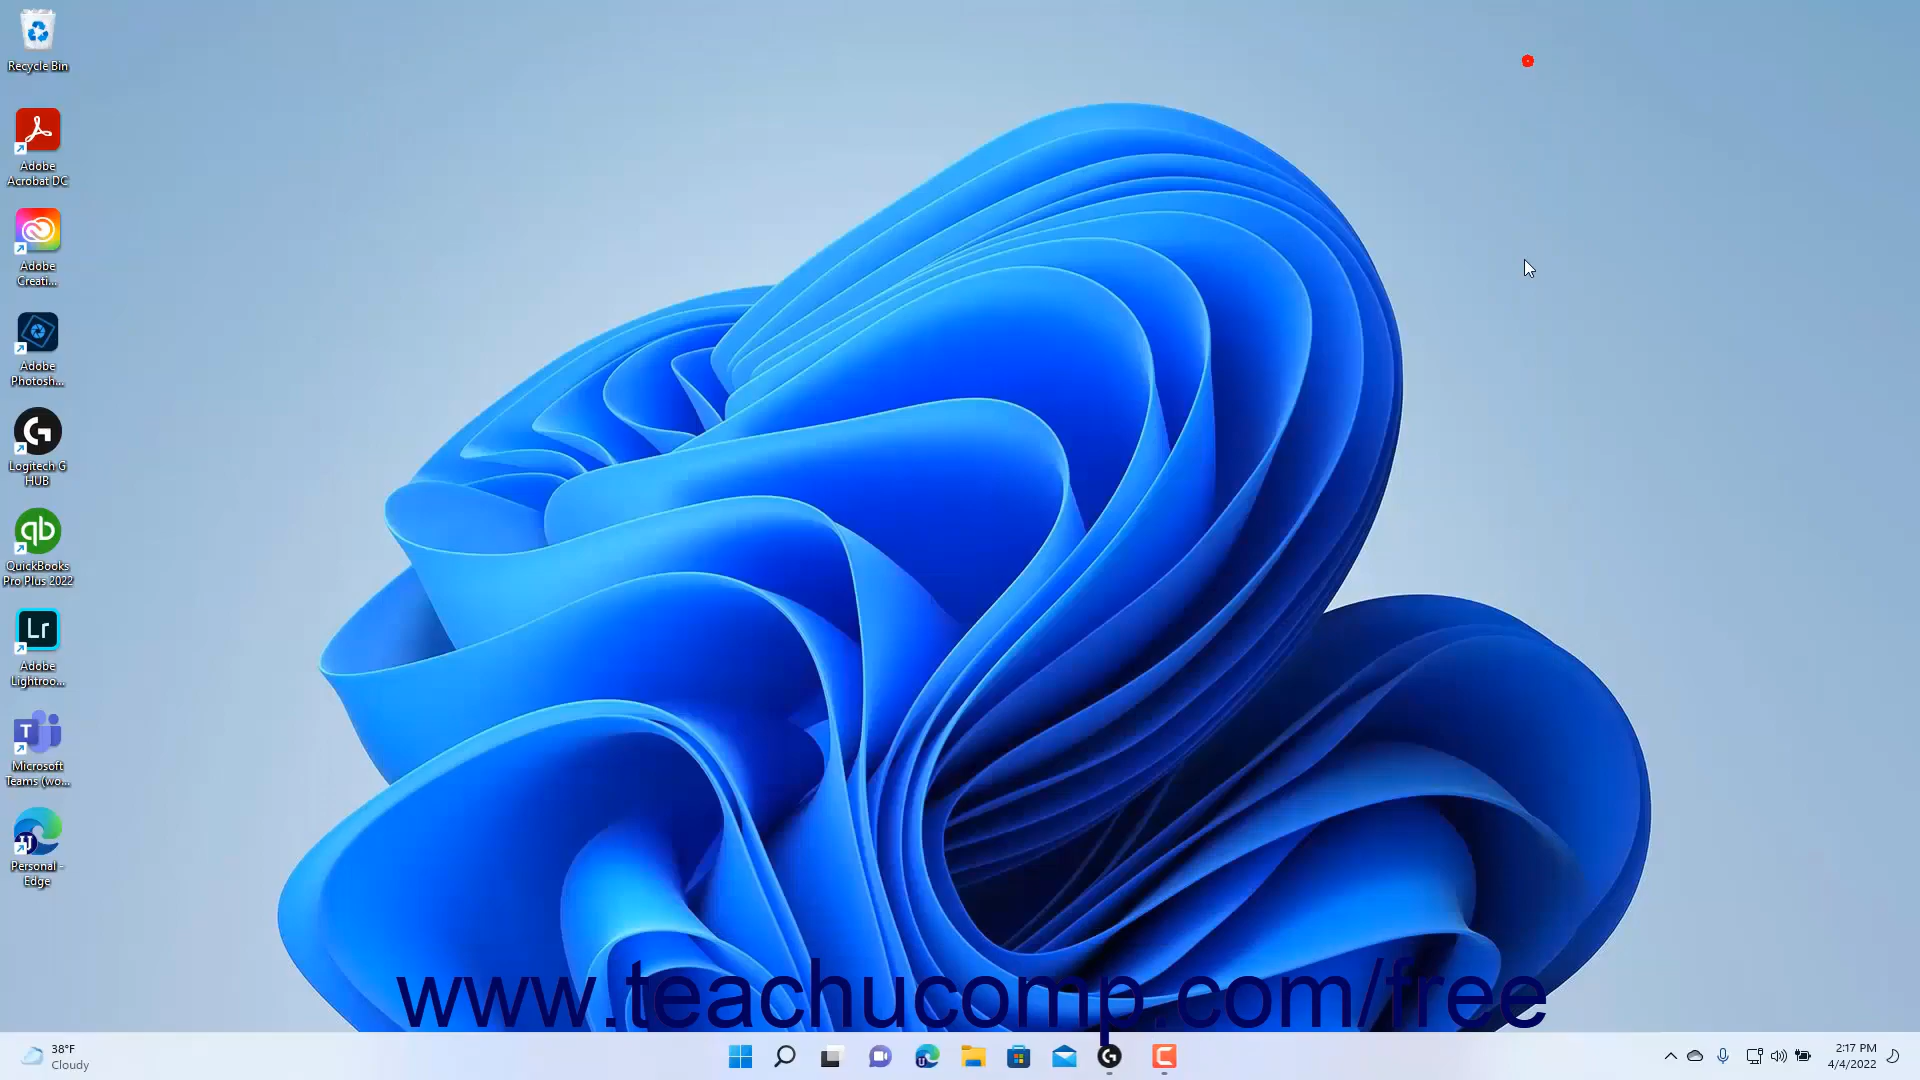 Recycle Bin
Adobe
Acrobat DC
Adobe
Creati...
Adobe
Photosh...
Logitech G
HUB
QuickBooks
Pro Plus 2022
Lr
Adobe
Lightroo...
T
Microsoft
Teams (wo...
Personal -
Edge
www.teachucomp.com/free
38°F
Cloudy
2:17 PM
4/4/2022